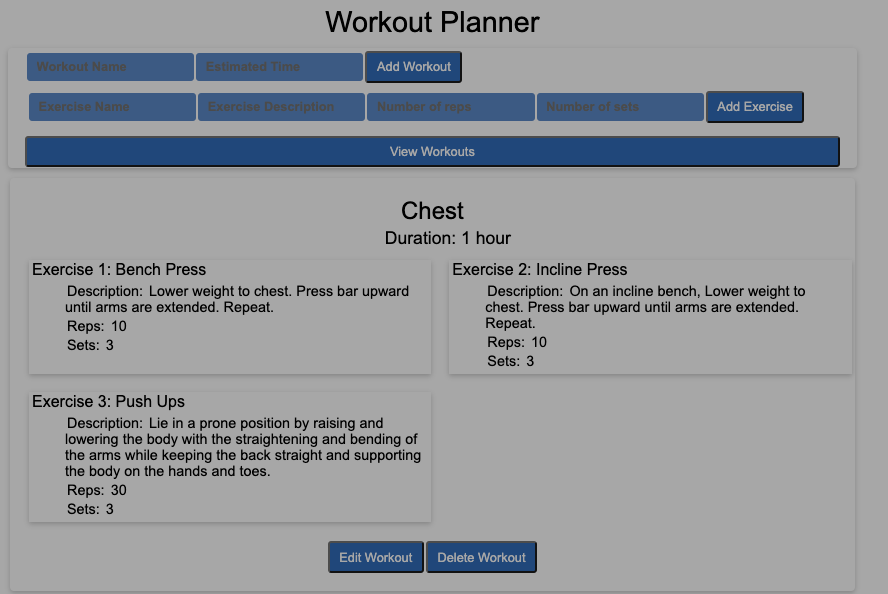 Workout Planner
Workout Name Estimated Time Add Workout
Exercise Name Exercise Description Number of reps Number of sets Add Exercise
View Workouts
Chest
Duration: 1 hour
Exercise 1: Bench Press
Description: Lower weight to chest. Press bar upward
until arms are extended. Repeat.
Reps: 10
Sets: 3
Exercise 2: Incline Press
Description: On an incline bench, Lower weight to
chest. Press bar upward until arms are extended.
Repeat.
Reps: 10
Sets: 3
Exercise 3: Push Ups
Description: Lie in a prone position by raising and
lowering the body with the straightening and bending of
the arms while keeping the back straight and supporting
the body on the hands and toes.
Reps: 30
Sets: 3
Edit Workout Delete Workout